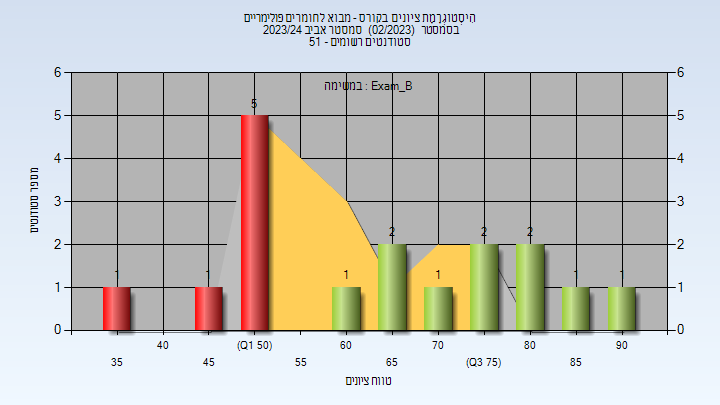 היסטוגרמת ציונים בקורס - מבוא לחומרים פולימריים
בסמסטר (02/2023) סמסטר אביב 2023/24
סטודנטים רשומים - 51
במשימה : Exam_B
מספר סטודנטים
6 6
5 5
4 4
3 3
2 2
1 1
0 0
1 1 5 1 2 1 2 2 1 1
35 40 45 (Q1 50) 55 60 65 70 (Q3 75) 80 85 90
טווח ציונים